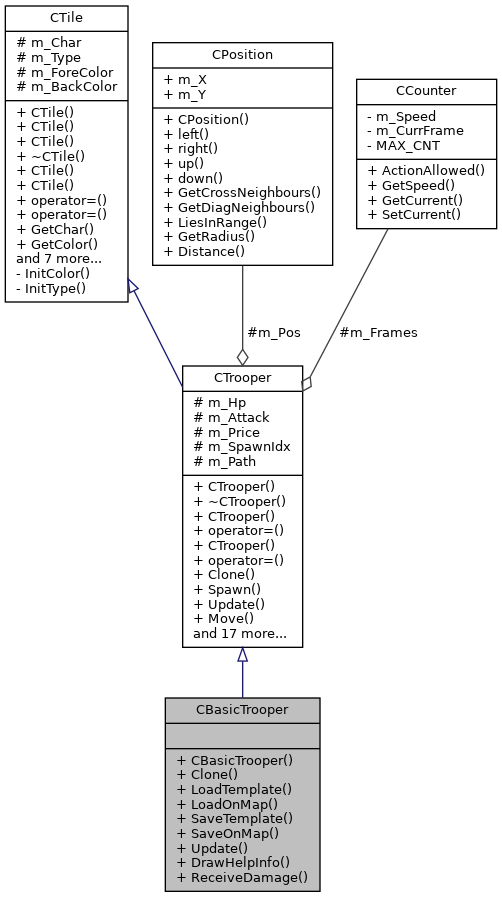 CTile
# m_Char
# m_Type
# m_ForeColor
# m_BackColor
+ CTile()
+ CTile()
+ CTile()
+ ~CTile()
+ CTile()
+ CTile()
+ operator=()
+ operator=()
+ GetChar()
+ GetColor()
and 7 more...
- InitColor()
- InitType()
CPosition
+ m_X
+ m_Y
+ CPosition()
+ left()
+ right()
+ up()
+ down()
+ GetCrossNeighbours()
+ GetDiagNeighbours()
+ LiesInRange()
+ GetRadius()
+ Distance()
CCounter
- m_Speed
- m_CurrFrame
- MAX_CNT
+ ActionAllowed()
+ GetSpeed()
+ GetCurrent()
+ SetCurrent()
#m_Pos
#m_Frames
CTrooper
# m_Hp
# m_Attack
# m_Price
# m_SpawnIdx
# m_Path
+ CTrooper()
+ ~CTrooper()
+ CTrooper()
+ operator=()
+ CTrooper()
+ operator=()
+ Clone()
+ Spawn()
+ Update()
+ Move()
and 17 more...
CBasicTrooper
+ CBasicTrooper()
+ Clone()
+ LoadTemplate()
+ LoadOnMap()
+ SaveTemplate()
+ SaveOnMap()
+ Update()
+ DrawHelpInfo()
+ ReceiveDamage()